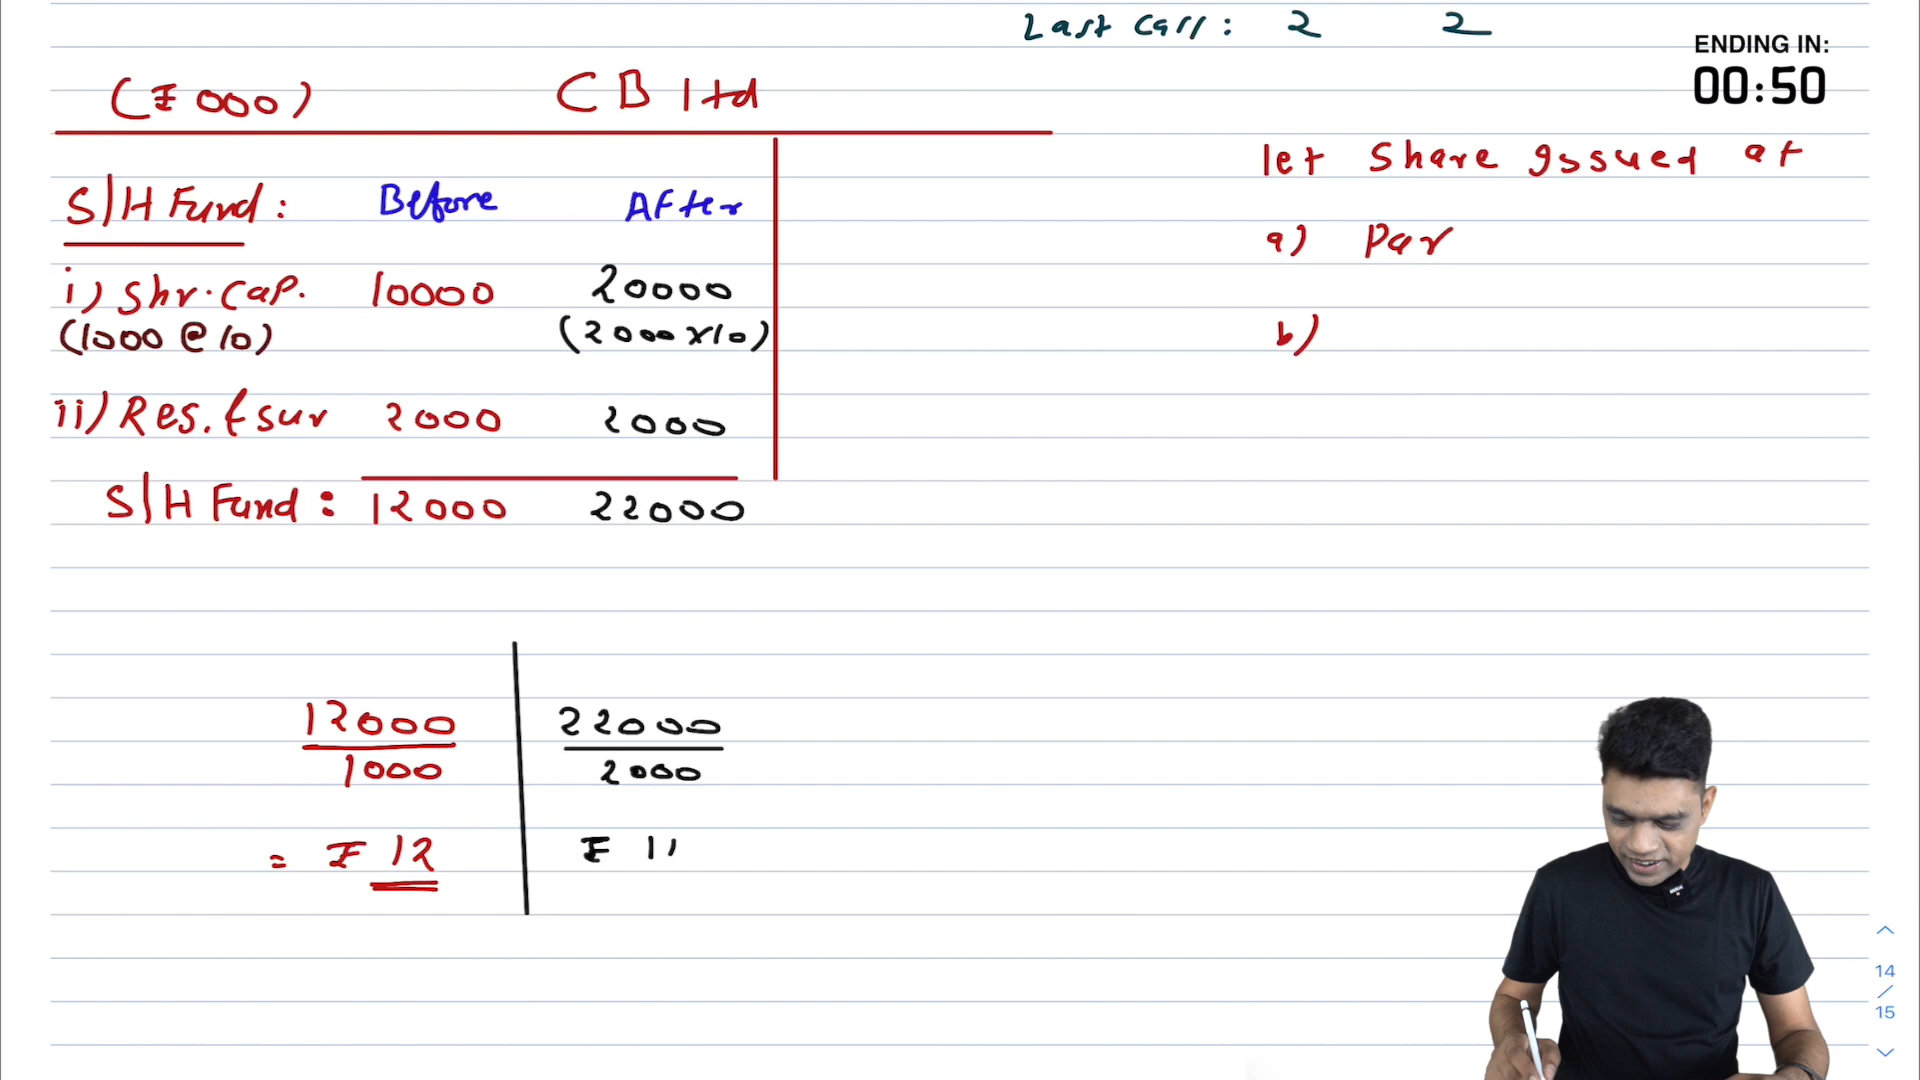 Last Call: 2 2
ENDING IN:
00:50
(₹ 000) CB ltd
let Share Issued at
S/H Fund: Before After
a) Par
i) Shr. Cap. 10000 20000
(1000 @ 10) (2000 x 10)
b)
ii) Res. & sur 2000 2000
S/H Fund: 12000 22000
12000 22000
1000 2000
= ₹ 12 ₹ 11
14
/
15